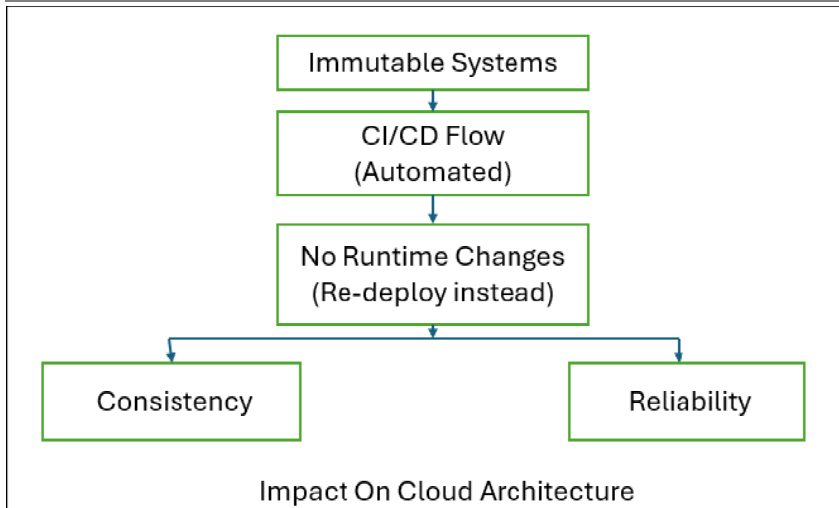 Immutable Systems
CI/CD Flow
(Automated)
No Runtime Changes
(Re-deploy instead)
Consistency
Reliability
Impact On Cloud Architecture